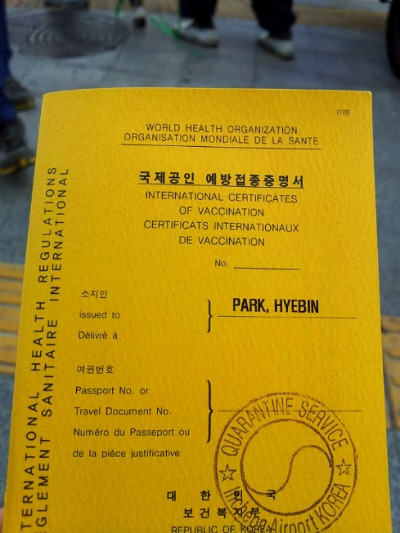 (1면)
WORLD HEALTH ORGANIZATION
ORGANISATION MONDIALE DE LA SANTE
국제공인 예방접종증명서
INTERNATIONAL CERTIFICATES
OF VACCINATION
CERTIFICATS INTERNATIONAUX
DE VACCINATION
No.
소지인
issued to
Délivré à
PARK, HYEBIN
여권번호
Passport No. or
Travel Document No.
Numéro du Passeport ou
de la pièce justificative
대 한 민 국
보건복지부
REPUBLIC OF KOREA
QUARANTINE SERVICE
Airport KOREA
INTERNATIONAL HEALTH REGULATIONS
RÈGLEMENT SANITAIRE INTERNATIONAL